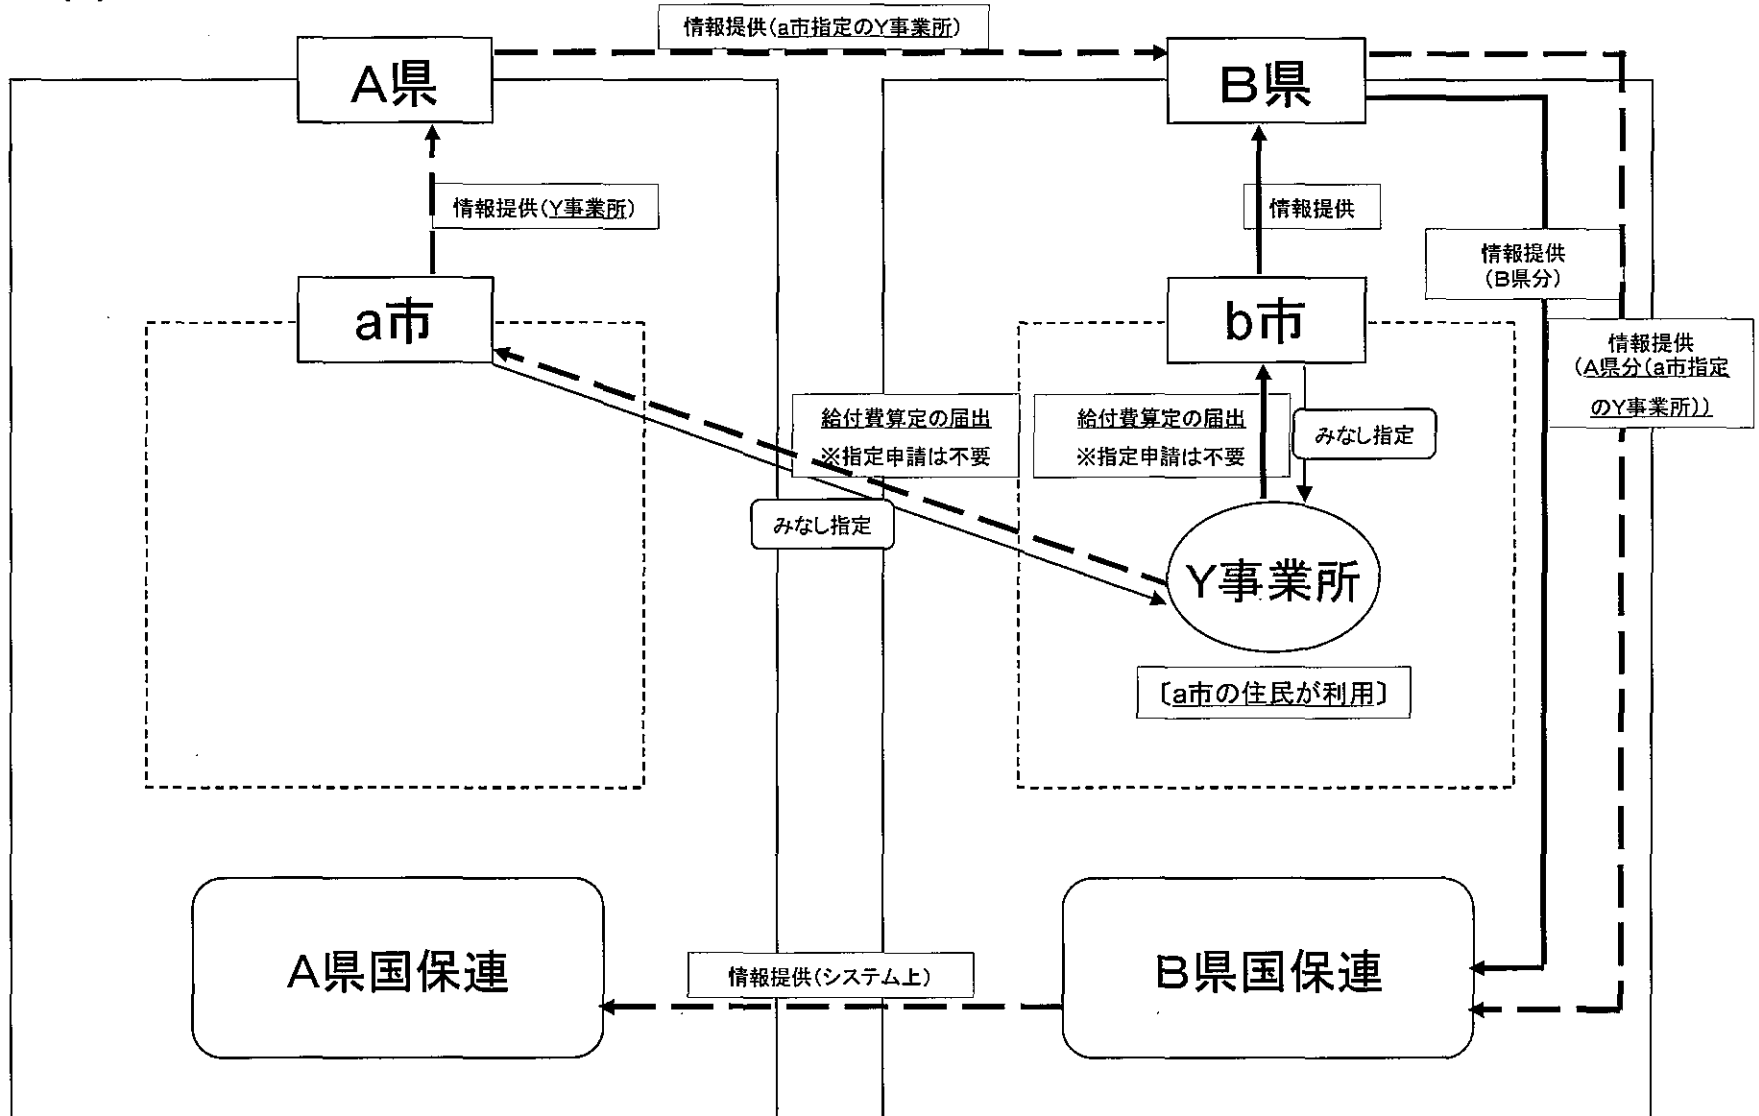 情報提供(a市指定のY事業所)
A県
B県
情報提供(Y事業所)
情報提供
情報提供
(B県分)
a市
b市
情報提供
(A県分(a市指定
のY事業所))
給付費算定の届出
※指定申請は不要
給付費算定の届出
※指定申請は不要
みなし指定
みなし指定
Y事業所
〔a市の住民が利用〕
A県国保連
情報提供(システム上)
B県国保連